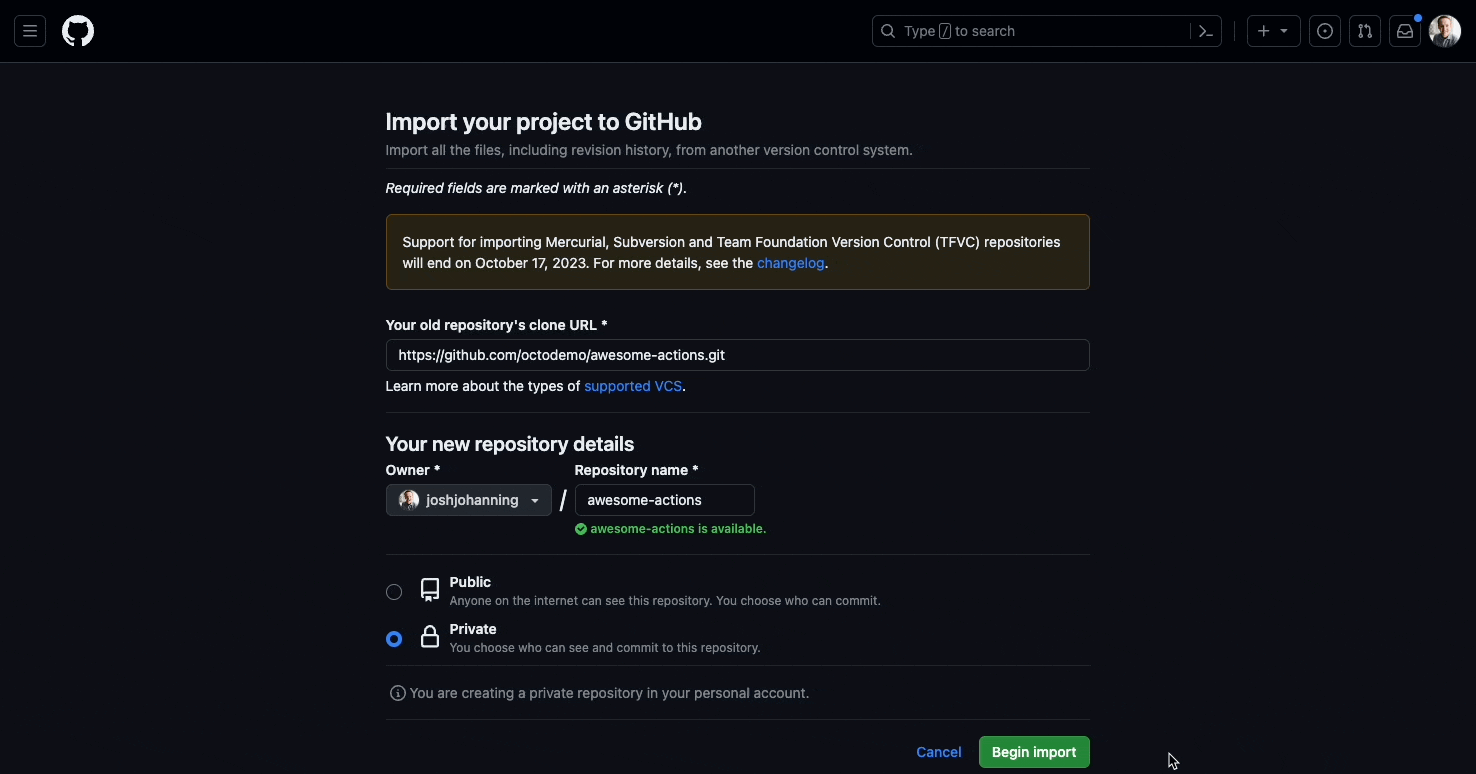 Type / to search
Import your project to GitHub
Import all the files, including revision history, from another version control system.
Required fields are marked with an asterisk (*).
Support for importing Mercurial, Subversion and Team Foundation Version Control (TFVC) repositories
will end on October 17, 2023. For more details, see the changelog.
Your old repository's clone URL *
https://github.com/octodemo/awesome-actions.git
Learn more about the types of supported VCS.
Your new repository details
Owner * Repository name *
joshjohanning / awesome-actions
awesome-actions is available.
Public
Anyone on the internet can see this repository. You choose who can commit.
Private
You choose who can see and commit to this repository.
You are creating a private repository in your personal account.
Cancel Begin import